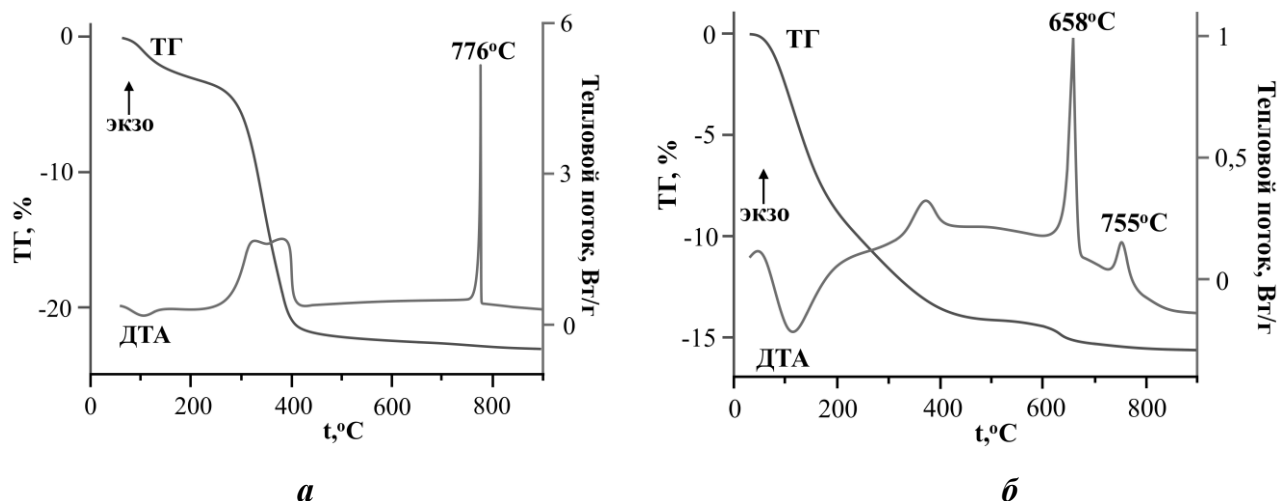 0
-10
-20
ТГ, %
ТГ
экзо
ДТА
776°C
6
3
0
Тепловой поток, Вт/г
0
200
400
600
800
t,°C
а
0
-5
-10
-15
ТГ, %
ТГ
экзо
ДТА
658°C
755°C
1
0,5
0
Тепловой поток, Вт/г
0
200
400
600
800
t,°C
б